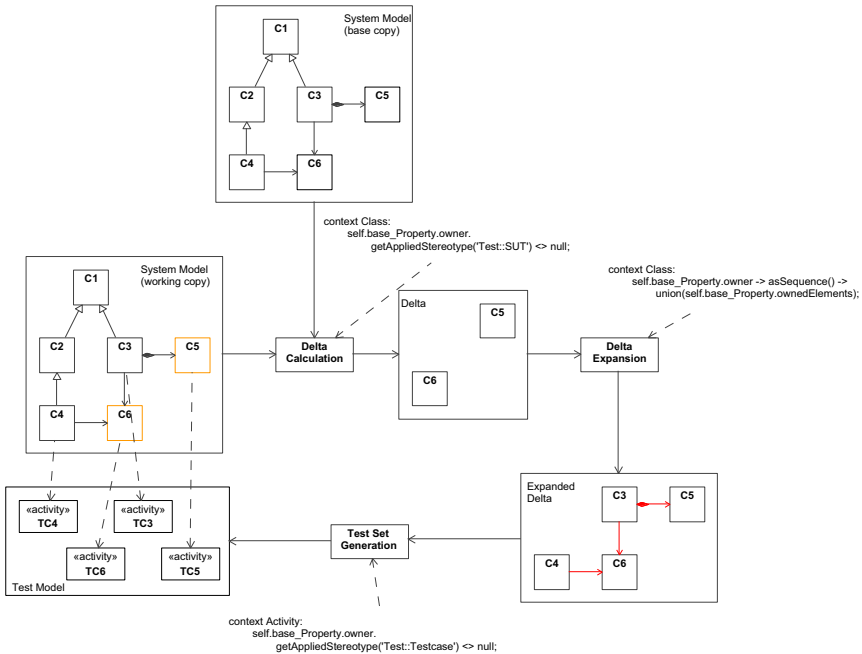 System Model
(base copy)
C1
C2
C3
C5
C4
C6
context Class:
self.base_Property.owner.
getAppliedStereotype('Test::SUT') <> null;
System Model
(working copy)
C1
C2
C3
C5
C4
C6
Delta
Calculation
Delta
C5
C6
context Class:
self.base_Property.owner -> asSequence() ->
union(self.base_Property.ownedElements);
Delta
Expansion
Expanded
Delta
C3
C5
C4
C6
Test Set
Generation
«activity»
TC4
«activity»
TC3
«activity»
TC6
«activity»
TC5
Test Model
context Activity:
self.base_Property.owner.
getAppliedStereotype('Test::Testcase') <> null;